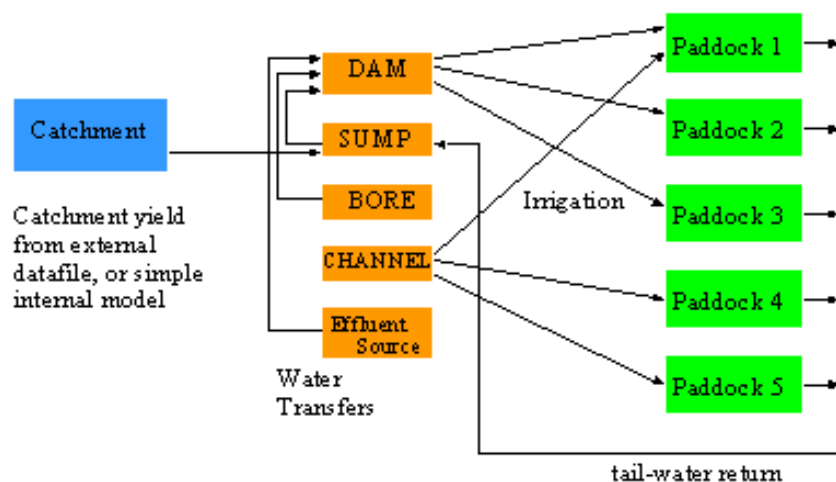 Catchment
Catchment yield
from external
datafile, or simple
internal model
DAM
SUMP
BORE
CHANNEL
Effluent
Source
Water
Transfers
Irrigation
Paddock 1
Paddock 2
Paddock 3
Paddock 4
Paddock 5
tail-water return